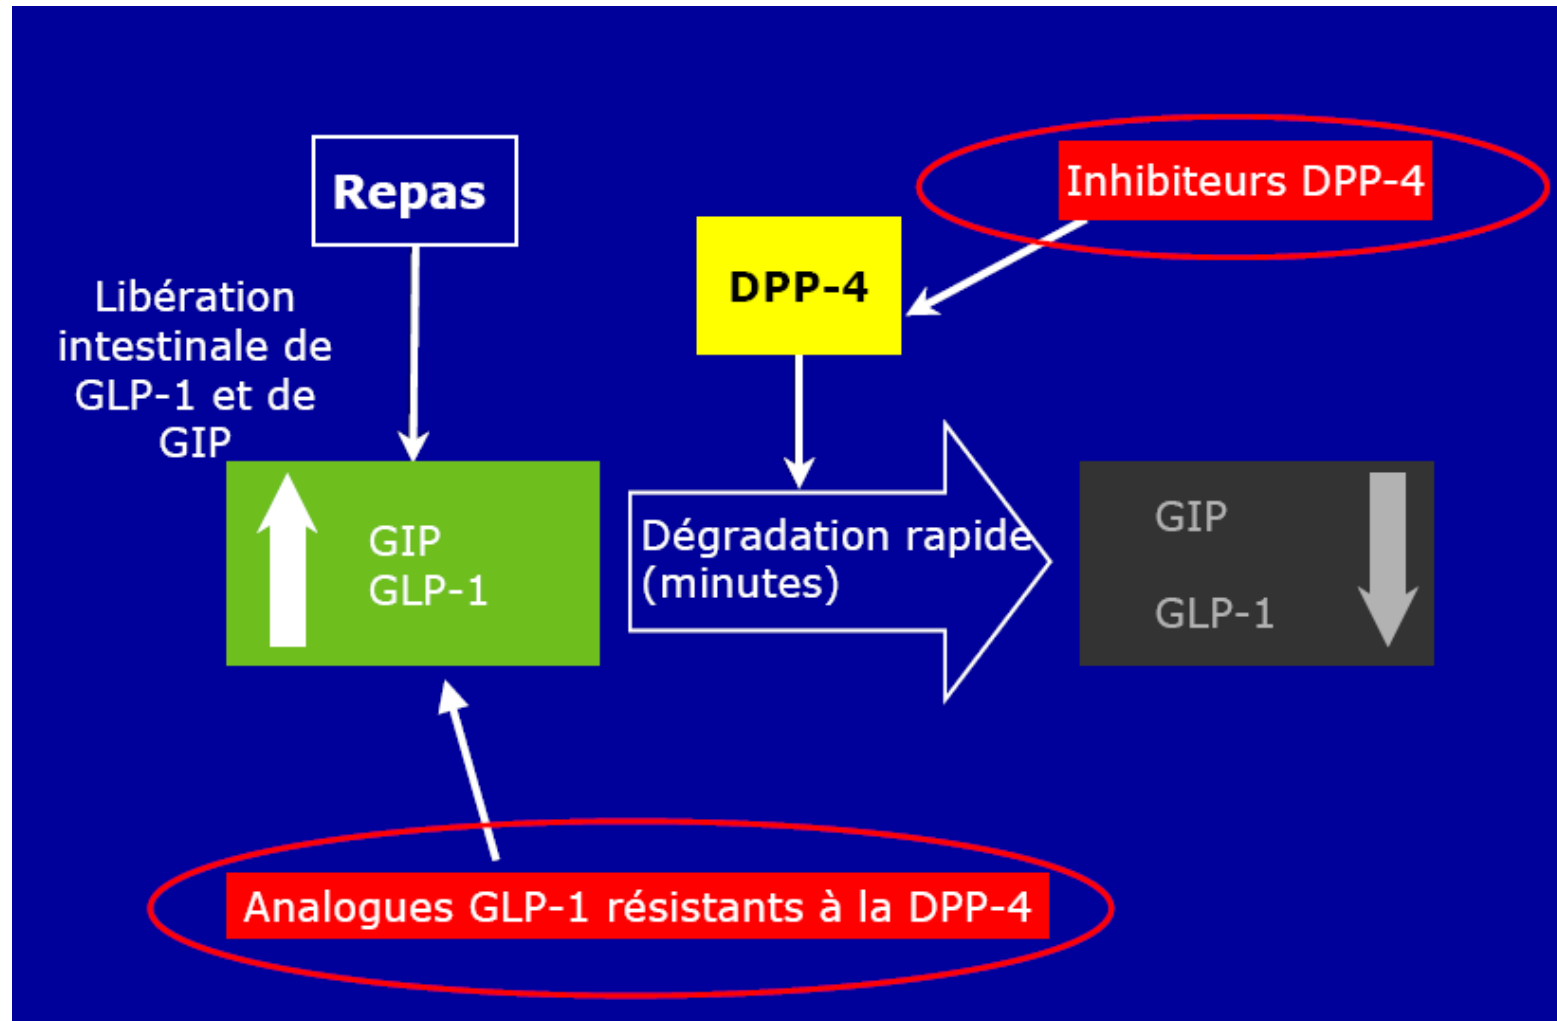 Repas
Inhibiteurs DPP-4
DPP-4
Libération
intestinale de
GLP-1 et de
GIP
GIP
GLP-1
Dégradation rapide
(minutes)
GIP
GLP-1
Analogues GLP-1 résistants à la DPP-4